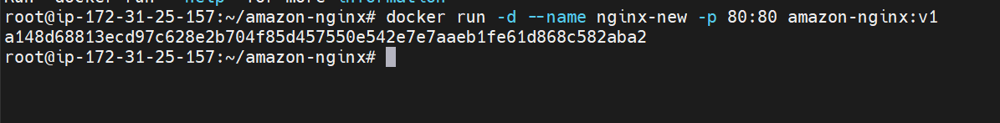 Run 'docker run --help' for more information
root@ip-172-31-25-157:~/amazon-nginx# docker run -d --name nginx-new -p 80:80 amazon-nginx:v1
a148d68813ecd97c628e2b704f85d457550e542e7e7aaeb1fe61d868c582aba2
root@ip-172-31-25-157:~/amazon-nginx#